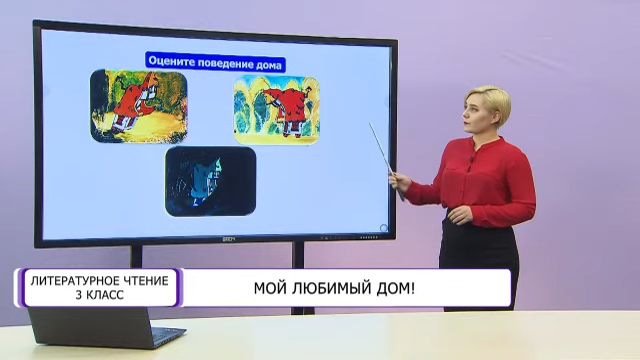 Оцените поведение дома
ЛИТЕРАТУРНОЕ ЧТЕНИЕ
3 КЛАСС
МОЙ ЛЮБИМЫЙ ДОМ!